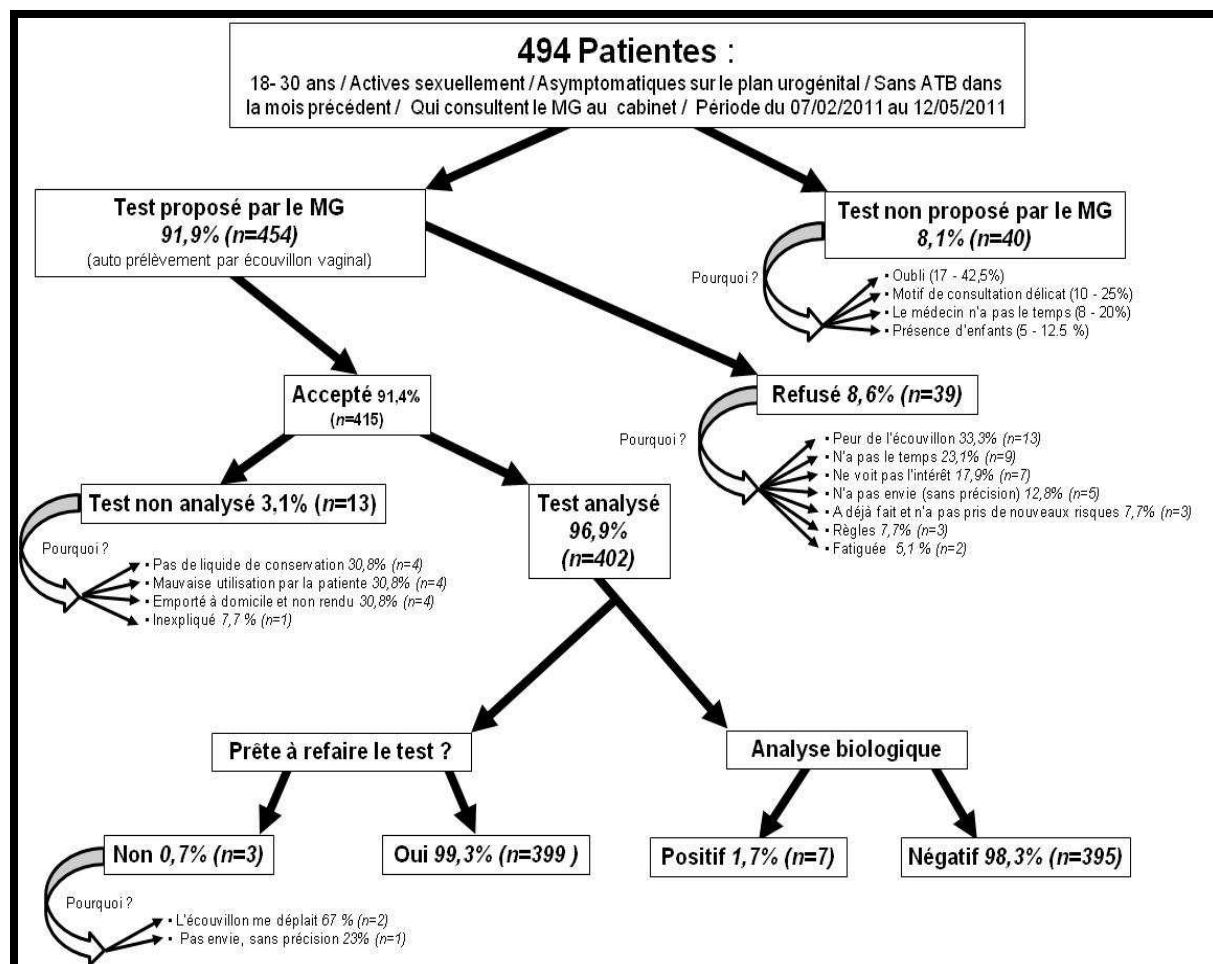 494 Patientes :
18- 30 ans / Actives sexuellement / Asymptomatiques sur le plan urogénital / Sans ATB dans
la mois précédent / Qui consultent le MG au cabinet / Période du 07/02/2011 au 12/05/2011
Test proposé par le MG
91,9% (n=454)
(auto prélèvement par écouvillon vaginal)
Test non proposé par le MG
8,1% (n=40)
Pourquoi ?
▪ Oubli (17 - 42,5%)
▪ Motif de consultation délicat (10 - 25%)
▪ Le médecin n'a pas le temps (8 - 20%)
▪ Présence d'enfants (5 - 12.5 %)
Accepté 91,4%
(n=415)
Refusé 8,6% (n=39)
Pourquoi ?
▪ Peur de l'écouvillon 33,3% (n=13)
▪ N'a pas le temps 23,1% (n=9)
▪ Ne voit pas l'intérêt 17,9% (n=7)
▪ N'a pas envie (sans précision) 12,8% (n=5)
▪ A déjà fait et n'a pas pris de nouveaux risques 7,7% (n=3)
▪ Règles 7,7% (n=3)
▪ Fatiguée 5,1 % (n=2)
Test non analysé 3,1% (n=13)
Pourquoi ?
▪ Pas de liquide de conservation 30,8% (n=4)
▪ Mauvaise utilisation par la patiente 30,8% (n=4)
▪ Emporté à domicile et non rendu 30,8% (n=4)
▪ Inexpliqué 7,7 % (n=1)
Test analysé
96,9%
(n=402)
Prête à refaire le test ?
Analyse biologique
Non 0,7% (n=3)
Oui 99,3% (n=399 )
Positif 1,7% (n=7)
Négatif 98,3% (n=395)
Pourquoi ?
▪ L'écouvillon me déplait 67 % (n=2)
▪ Pas envie, sans précision 23% (n=1)